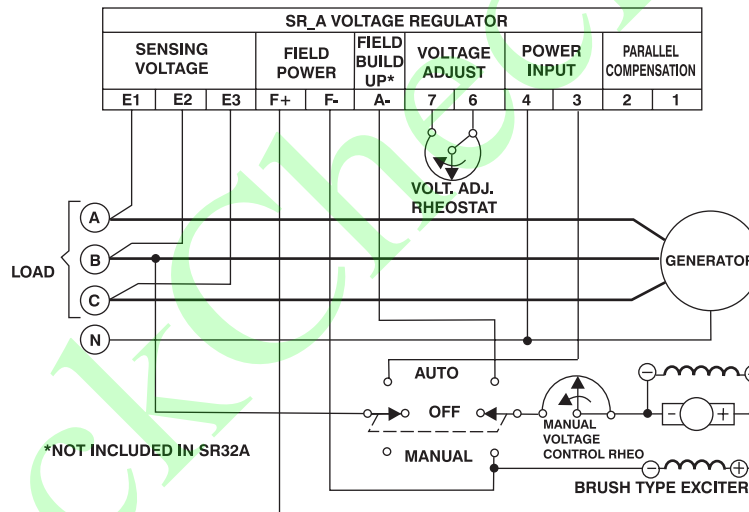 SR_A VOLTAGE REGULATOR
SENSING VOLTAGE
FIELD POWER
FIELD BUILD UP*
VOLTAGE ADJUST
POWER INPUT
PARALLEL COMPENSATION
E1 E2 E3 F+ F- A- 7 6 4 3 2 1
VOLT. ADJ.
RHEOSTAT
A
B
C
N
LOAD
GENERATOR
AUTO
OFF
MANUAL
MANUAL
VOLTAGE
CONTROL RHEO
*NOT INCLUDED IN SR32A
BRUSH TYPE EXCITER